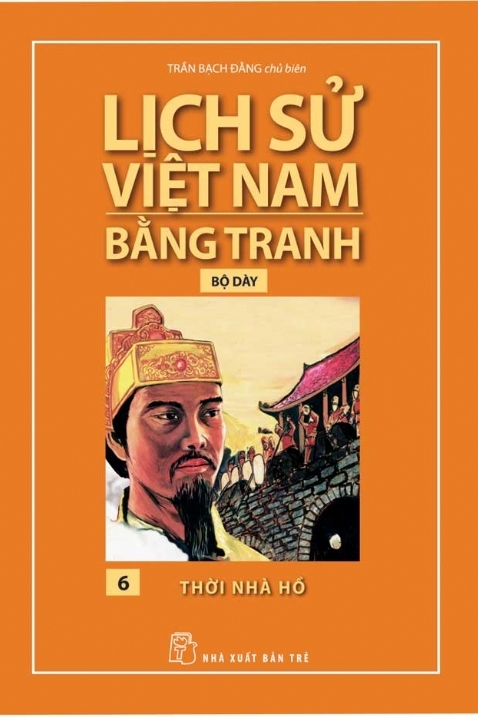 TRẦN BẠCH ĐẰNG chủ biên
LỊCH SỬ
VIỆT NAM
BẰNG TRANH
BỘ DÀY
6
THỜI NHÀ HỒ
NHÀ XUẤT BẢN TRẺ